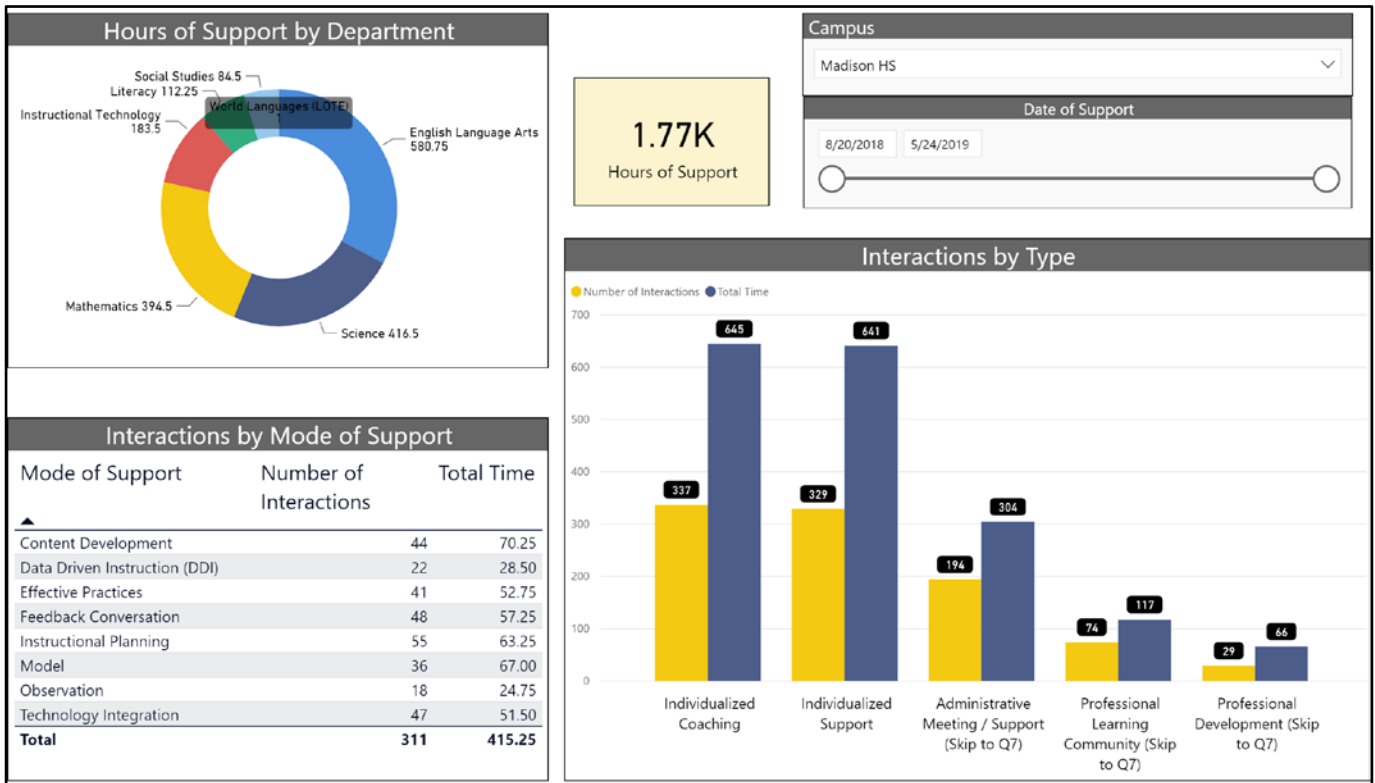 Hours of Support by Department
Social Studies 84.5
Literacy 112.25
World Languages (LOTE)
1
Instructional Technology
183.5
English Language Arts
580.75
Mathematics 394.5
Science 416.5
1.77K
Hours of Support
Campus
Madison HS
Date of Support
8/20/2018 5/24/2019
Interactions by Mode of Support
Mode of Support Number of Interactions Total Time
Content Development 44 70.25
Data Driven Instruction (DDI) 22 28.50
Effective Practices 41 52.75
Feedback Conversation 48 57.25
Instructional Planning 55 63.25
Model 36 67.00
Observation 18 24.75
Technology Integration 47 51.50
Total 311 415.25
Interactions by Type
Number of Interactions Total Time
700
600
500
400
300
200
100
0
337 645
329 641
194 304
74 117
29 66
Individualized
Coaching
Individualized
Support
Administrative
Meeting / Support
(Skip to Q7)
Professional
Learning
Community (Skip
to Q7)
Professional
Development (Skip
to Q7)